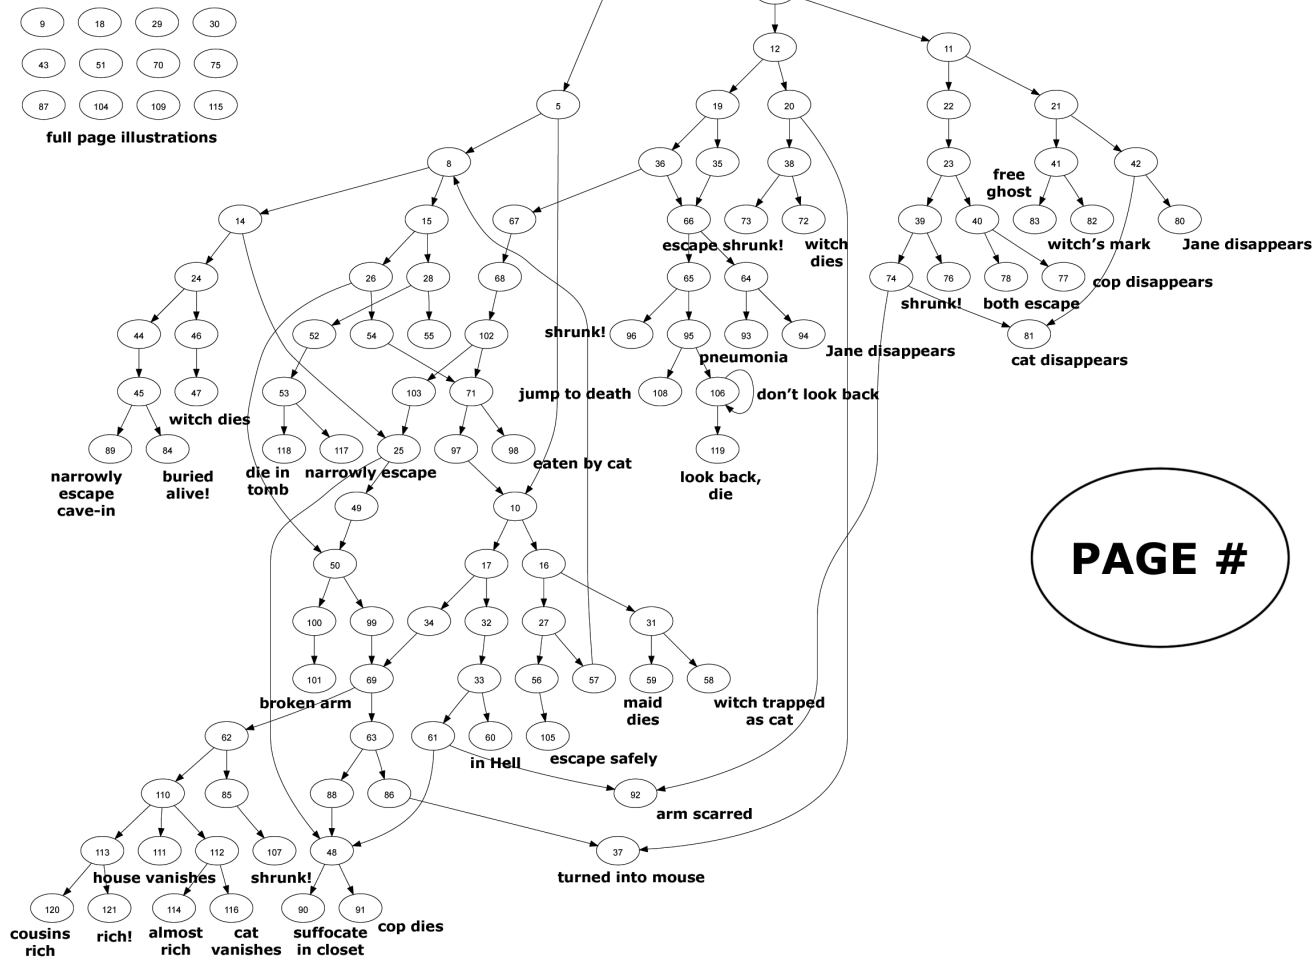 9 18 29 30
12
11
43 51 70 75
87 104 109 115
5 19 20 22 21
full page illustrations
8 36 35 38 23 41 42
free
ghost
14 15 67 66 73 72 39 40 83 82 80
escape shrunk! witch
dies
witch's mark Jane disappears
24 26 28 68 65 64 74 76 78 77
cop disappears
shrunk! both escape
44 46 52 54 55 102 96 95 93 94 81
shrunk!
pneumonia Jane disappears
cat disappears
45 47 53 103 71 108 106
jump to death don't look back
witch dies
89 84 118 117 25 97 98 119
eaten by cat
narrowly
escape
cave-in
buried
alive!
die in
tomb
narrowly escape
look back,
die
49 10
50 17 16
PAGE #
100 99 34 32 27 31
101 69 33 56 57 59 58
broken arm
maid
dies
witch trapped
as cat
62 63 61 60 105
in Hell escape safely
110 85 88 86 92
arm scarred
113 111 112 107 48 37
house vanishes shrunk! turned into mouse
120 121 114 116 90 91
cop dies
cousins
rich
rich!
almost
rich
cat
vanishes
suffocate
in closet